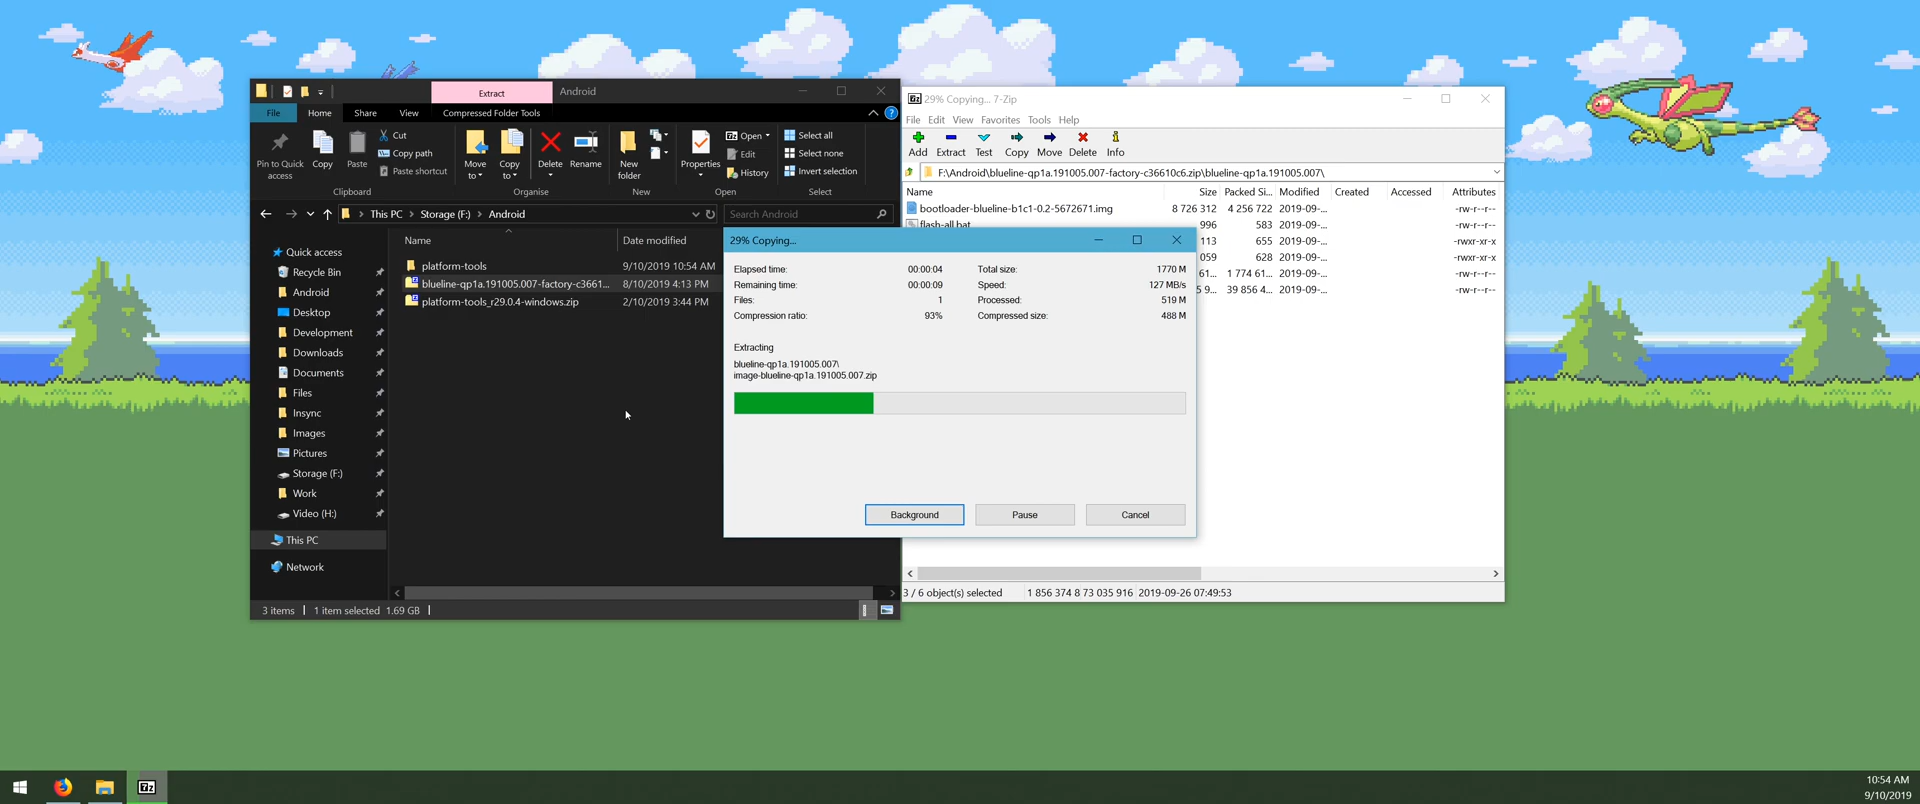 Extract
Android
File
Home
Share
View
Compressed Folder Tools
Pin to Quick access
Copy
Paste
Cut
Copy path
Paste shortcut
Move to
Copy to
Delete
Rename
New folder
Properties
Open
Edit
History
Select all
Select none
Invert selection
Clipboard
Organise
New
Open
Select
This PC > Storage (F:) > Android
Search Android
Quick access
Recycle Bin
Android
Desktop
Development
Downloads
Documents
Files
Insync
Images
Pictures
Storage (F:)
Work
Video (H:)
This PC
Network
Name
Date modified
platform-tools 9/10/2019 10:54 AM
blueline-qp1a.191005.007-factory-c3661... 8/10/2019 4:13 PM
platform-tools_r29.0.4-windows.zip 2/10/2019 3:44 PM
3 items
1 item selected 1.69 GB
29% Copying... 7-Zip
File Edit View Favorites Tools Help
Add Extract Test Copy Move Delete Info
F:\Android\blueline-qp1a.191005.007-factory-c36610c6.zip\blueline-qp1a.191005.007\
Name Size Packed Si... Modified Created Accessed Attributes
bootloader-blueline-b1c1-0.2-5672671.img 8 726 312 4 256 722 2019-09-... -rw-r--r--
flash-all.bat 996 583 2019-09-... -rw-r--r--
113 655 2019-09-... -rwxr-xr-x
059 628 2019-09-... -rwxr-xr-x
61... 1 774 61... 2019-09-... -rw-r--r--
5 9... 39 856 4... 2019-09-... -rw-r--r--
3 / 6 object(s) selected
1 856 374 8 73 035 916 2019-09-26 07:49:53
29% Copying...
Elapsed time: 00:00:04
Total size: 1770 M
Remaining time: 00:00:09
Speed: 127 MB/s
Files: 1
Processed: 519 M
Compression ratio: 93%
Compressed size: 488 M
Extracting
blueline-qp1a.191005.007\
image-blueline-qp1a.191005.007.zip
Background
Pause
Cancel
10:54 AM
9/10/2019